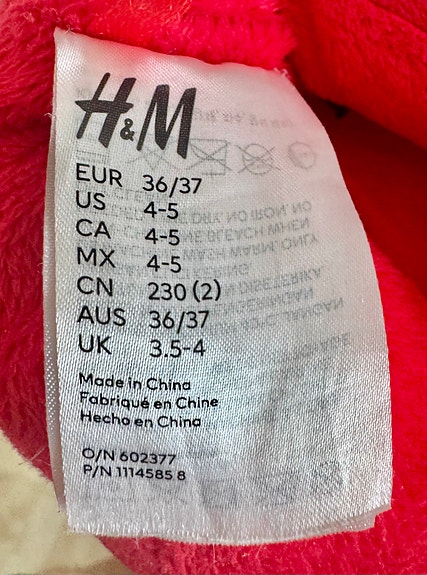 H&M
EUR 36/37
US 4-5
CA 4-5
MX 4-5
CN 230 (2)
AUS 36/37
UK 3.5-4
Made in China
Fabriqué en Chine
Hecho en China
O/N 602377
P/N 1114585 8